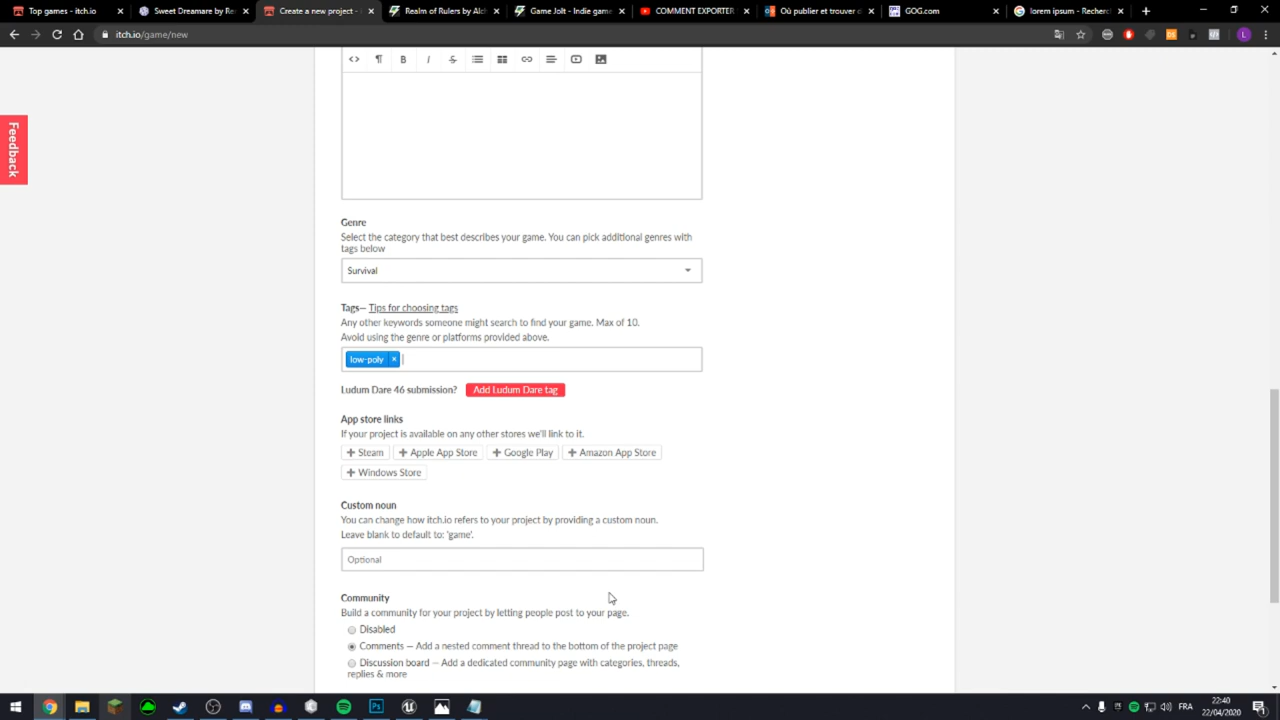 Top games - itch.io
Sweet Dreamare by Re
Create a new project -
Realm of Rulers by Alch
Game Jolt - Indie game
COMMENT EXPORTER
Où publier et trouver d
GOG.com
lorem ipsum - Recherc
itch.io/game/new
L
B
I
S
Feedback
Genre
Select the category that best describes your game. You can pick additional genres with
tags below
Survival
Tags— Tips for choosing tags
Any other keywords someone might search to find your game. Max of 10.
Avoid using the genre or platforms provided above.
low-poly ×
Ludum Dare 46 submission? Add Ludum Dare tag
App store links
If your project is available on any other stores we'll link to it.
+ Steam + Apple App Store + Google Play + Amazon App Store
+ Windows Store
Custom noun
You can change how itch.io refers to your project by providing a custom noun.
Leave blank to default to: 'game'.
Optional
Community
Build a community for your project by letting people post to your page.
Disabled
Comments — Add a nested comment thread to the bottom of the project page
Discussion board — Add a dedicated community page with categories, threads,
replies & more
Ps
FRA
22:40
22/04/2020